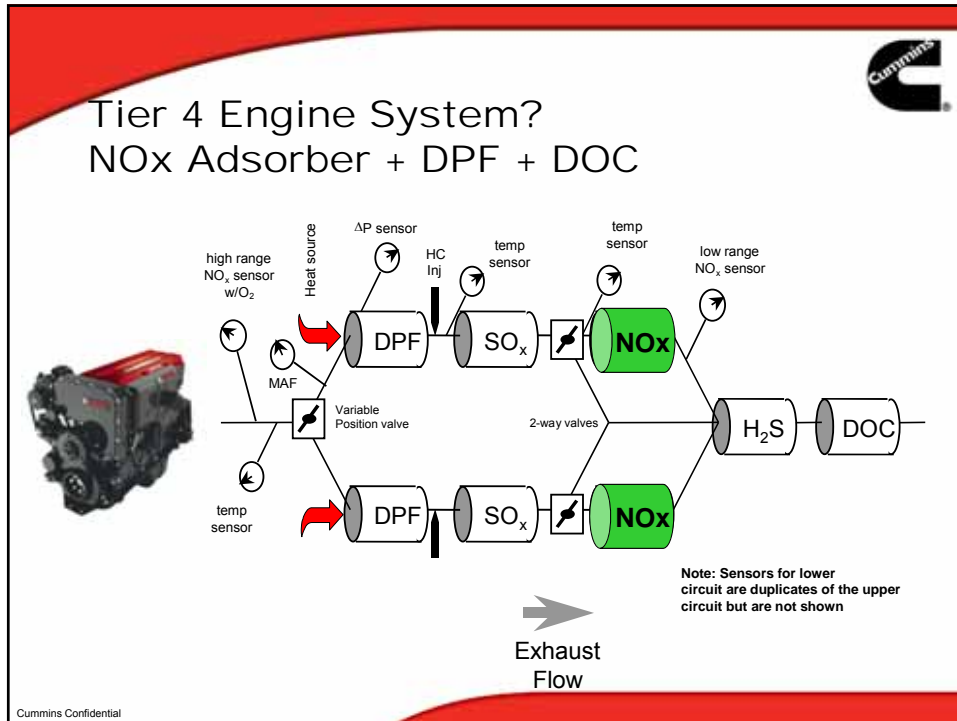 Cummins
Tier 4 Engine System?
NOx Adsorber + DPF + DOC
high range
NOx sensor
w/O2
Heat source
ΔP sensor
HC
Inj
temp
sensor
temp
sensor
low range
NOx sensor
MAF
DPF
SOx
NOx
Variable
Position valve
2-way valves
H2S
DOC
temp
sensor
DPF
SOx
NOx
Note: Sensors for lower
circuit are duplicates of the upper
circuit but are not shown
Exhaust
Flow
Cummins Confidential